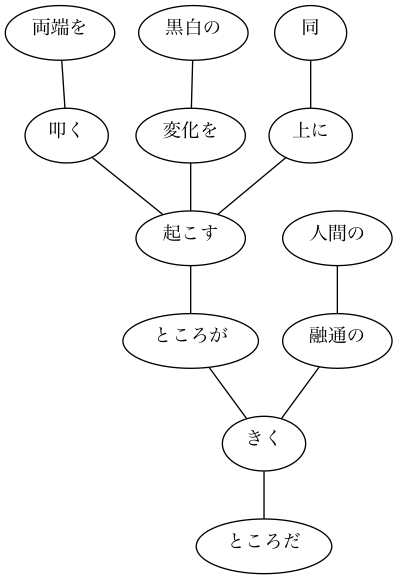 両端を 黒白の 同
叩く 変化を 上に
起こす 人間の
ところが 融通の
きく
ところだ